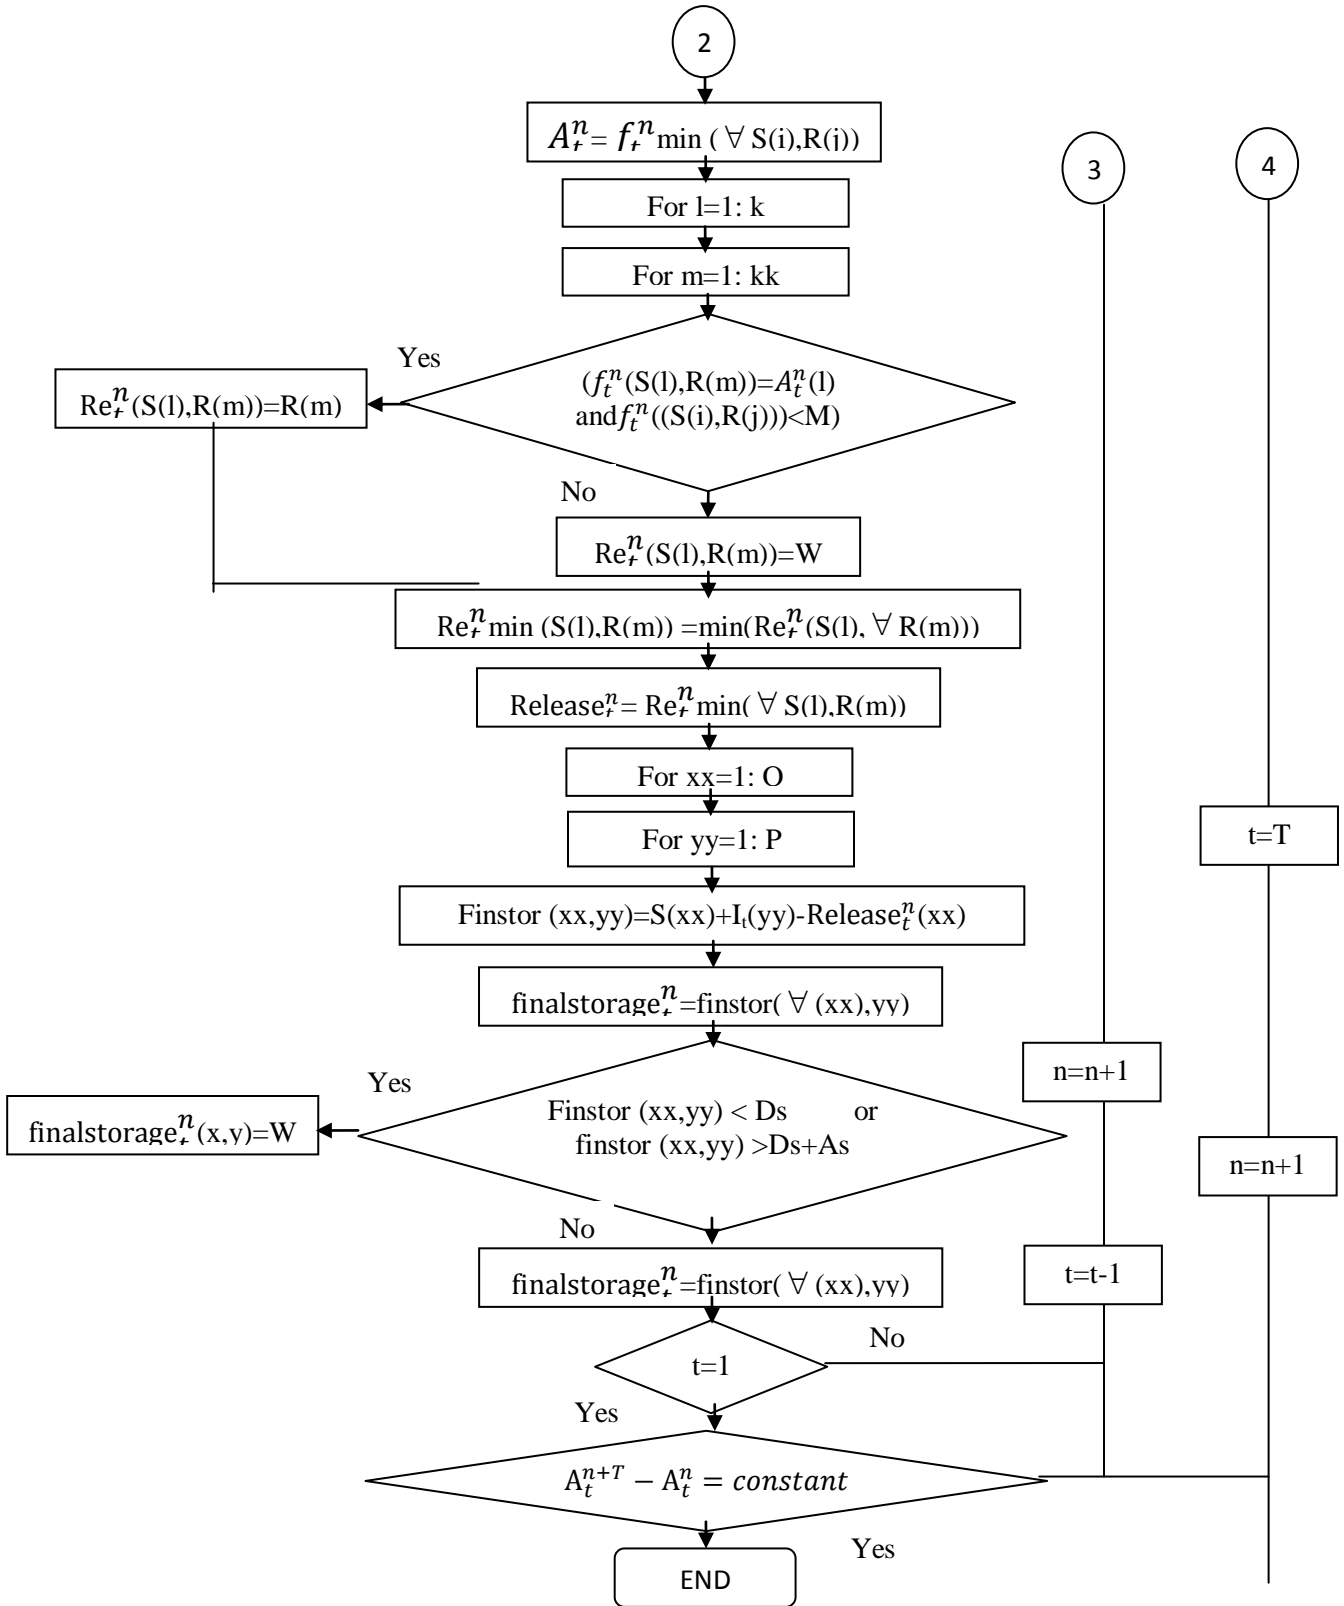 2
A_t^n= f_t^n min ( ∀ S(i),R(j))
3
4
For l=1: k
For m=1: kk
Yes
(f_t^n(S(l),R(m))=A_t^n(l)
andf_t^n((S(i),R(j)))<M)
Re_t^n(S(l),R(m))=R(m)
No
Re_t^n(S(l),R(m))=W
Re_t^n min (S(l),R(m)) =min(Re_t^n(S(l), ∀ R(m)))
Release_t^n= Re_t^n min( ∀ S(l),R(m))
For xx=1: O
For yy=1: P
t=T
Finstor (xx,yy)=S(xx)+I_t(yy)-Release_t^n(xx)
finalstorage_t^n=finstor( ∀ (xx),yy)
n=n+1
Yes
Finstor (xx,yy) < Ds or
finstor (xx,yy) >Ds+As
finalstorage_t^n(x,y)=W
n=n+1
No
t=t-1
finalstorage_t^n=finstor( ∀ (xx),yy)
No
t=1
Yes
A_t^{n+T} − A_t^n = constant
Yes
END